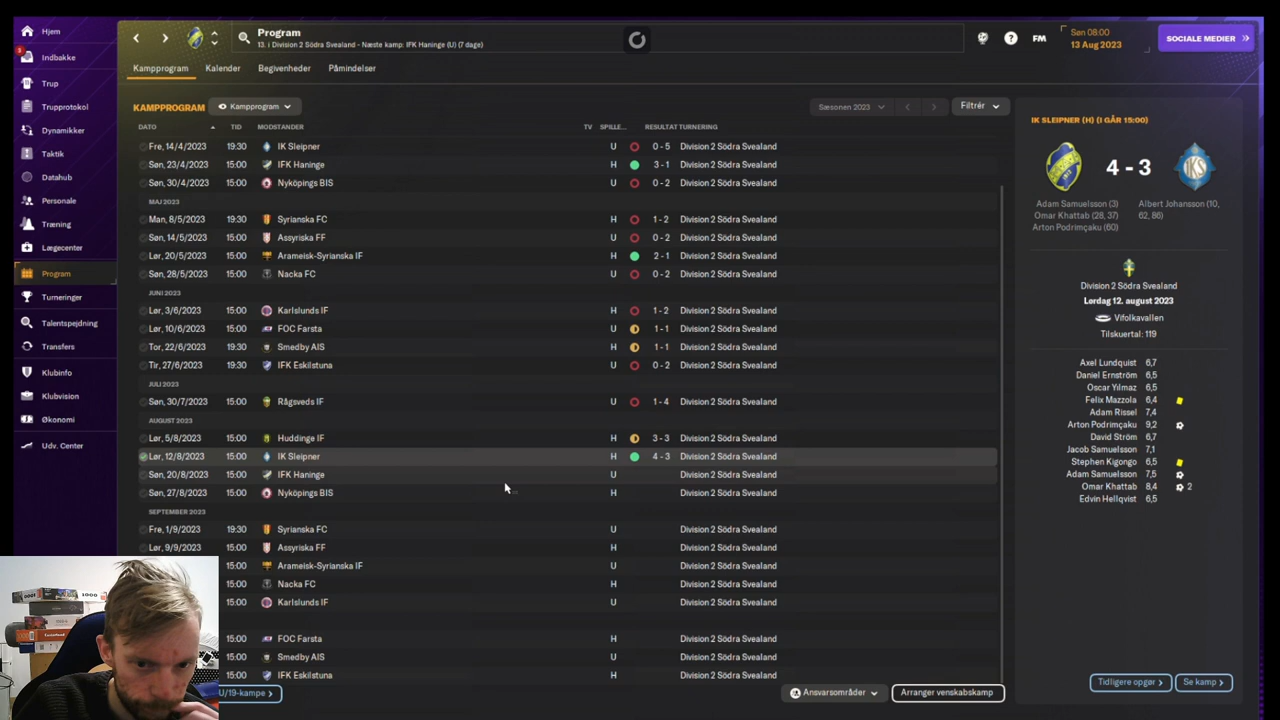 Hjem
3
Indbakke
Trup
Trupprotokol
Dynamikker
Taktik
Datahub
Personale
Træning
Lægecenter
Program
Turneringer
Talentspejdning
Transfers
Klubinfo
Klubvision
Økonomi
Udv. Center
Program
13. i Division 2 Södra Svealand - Næste kamp: IFK Haninge (U) (7 dage)
? FM
Søn 08:00
13 Aug 2023
SOCIALE MEDIER
Kampprogram Kalender Begivenheder Påmindelser
KAMPPROGRAM Kampprogram Sæsonen 2023 Filtrér
DATO TID MODSTANDER TV SPILLE... RESULTAT TURNERING
Fre, 14/4/2023 19:30 IK Sleipner U 0 - 5 Division 2 Södra Svealand
Søn, 23/4/2023 15:00 IFK Haninge H 3 - 1 Division 2 Södra Svealand
Søn, 30/4/2023 15:00 Nyköpings BIS U 0 - 2 Division 2 Södra Svealand
MAJ 2023
Man, 8/5/2023 19:30 Syrianska FC H 1 - 2 Division 2 Södra Svealand
Søn, 14/5/2023 15:00 Assyriska FF U 0 - 2 Division 2 Södra Svealand
Lør, 20/5/2023 15:00 Arameisk-Syrianska IF H 2 - 1 Division 2 Södra Svealand
Søn, 28/5/2023 15:00 Nacka FC U 0 - 2 Division 2 Södra Svealand
JUNI 2023
Lør, 3/6/2023 15:00 Karlslunds IF H 1 - 2 Division 2 Södra Svealand
Lør, 10/6/2023 15:00 FOC Farsta U 1 - 1 Division 2 Södra Svealand
Tor, 22/6/2023 19:30 Smedby AIS H 1 - 1 Division 2 Södra Svealand
Tir, 27/6/2023 19:30 IFK Eskilstuna U 0 - 2 Division 2 Södra Svealand
JULI 2023
Søn, 30/7/2023 15:00 Rågsveds IF U 1 - 4 Division 2 Södra Svealand
AUGUST 2023
Lør, 5/8/2023 15:00 Huddinge IF H 3 - 3 Division 2 Södra Svealand
Lør, 12/8/2023 15:00 IK Sleipner H 4 - 3 Division 2 Södra Svealand
Søn, 20/8/2023 15:00 IFK Haninge U Division 2 Södra Svealand
Søn, 27/8/2023 15:00 Nyköpings BIS H Division 2 Södra Svealand
SEPTEMBER 2023
Fre, 1/9/2023 19:30 Syrianska FC U Division 2 Södra Svealand
Lør, 9/9/2023 15:00 Assyriska FF H Division 2 Södra Svealand
15:00 Arameisk-Syrianska IF U Division 2 Södra Svealand
15:00 Nacka FC H Division 2 Södra Svealand
15:00 Karlslunds IF U Division 2 Södra Svealand
15:00 FOC Farsta H Division 2 Södra Svealand
15:00 Smedby AIS U Division 2 Södra Svealand
15:00 IFK Eskilstuna H Division 2 Södra Svealand
U/19-kampe Ansvarsområder Arranger venskabskamp
IK SLEIPNER (H) (I GÅR 15:00)
4 - 3
IKS
Adam Samuelsson (3)
Omar Khattab (28, 37)
Arton Podrimçaku (60)
Albert Johansson (10,
62, 86)
Division 2 Södra Svealand
Lørdag 12. august 2023
Vifolkavallen
Tilskuertal: 119
Axel Lundquist 6,7
Daniel Ernström 6,5
Oscar Yilmaz 6,5
Felix Mazzola 6,4
Adam Rissel 7,4
Arton Podrimçaku 9,2
David Ström 6,7
Jacob Samuelsson 7,1
Stephen Kigongo 6,5
Adam Samuelsson 7,5
Omar Khattab 8,4 2
Edvin Hellqvist 6,5
Tidligere opgør Se kamp